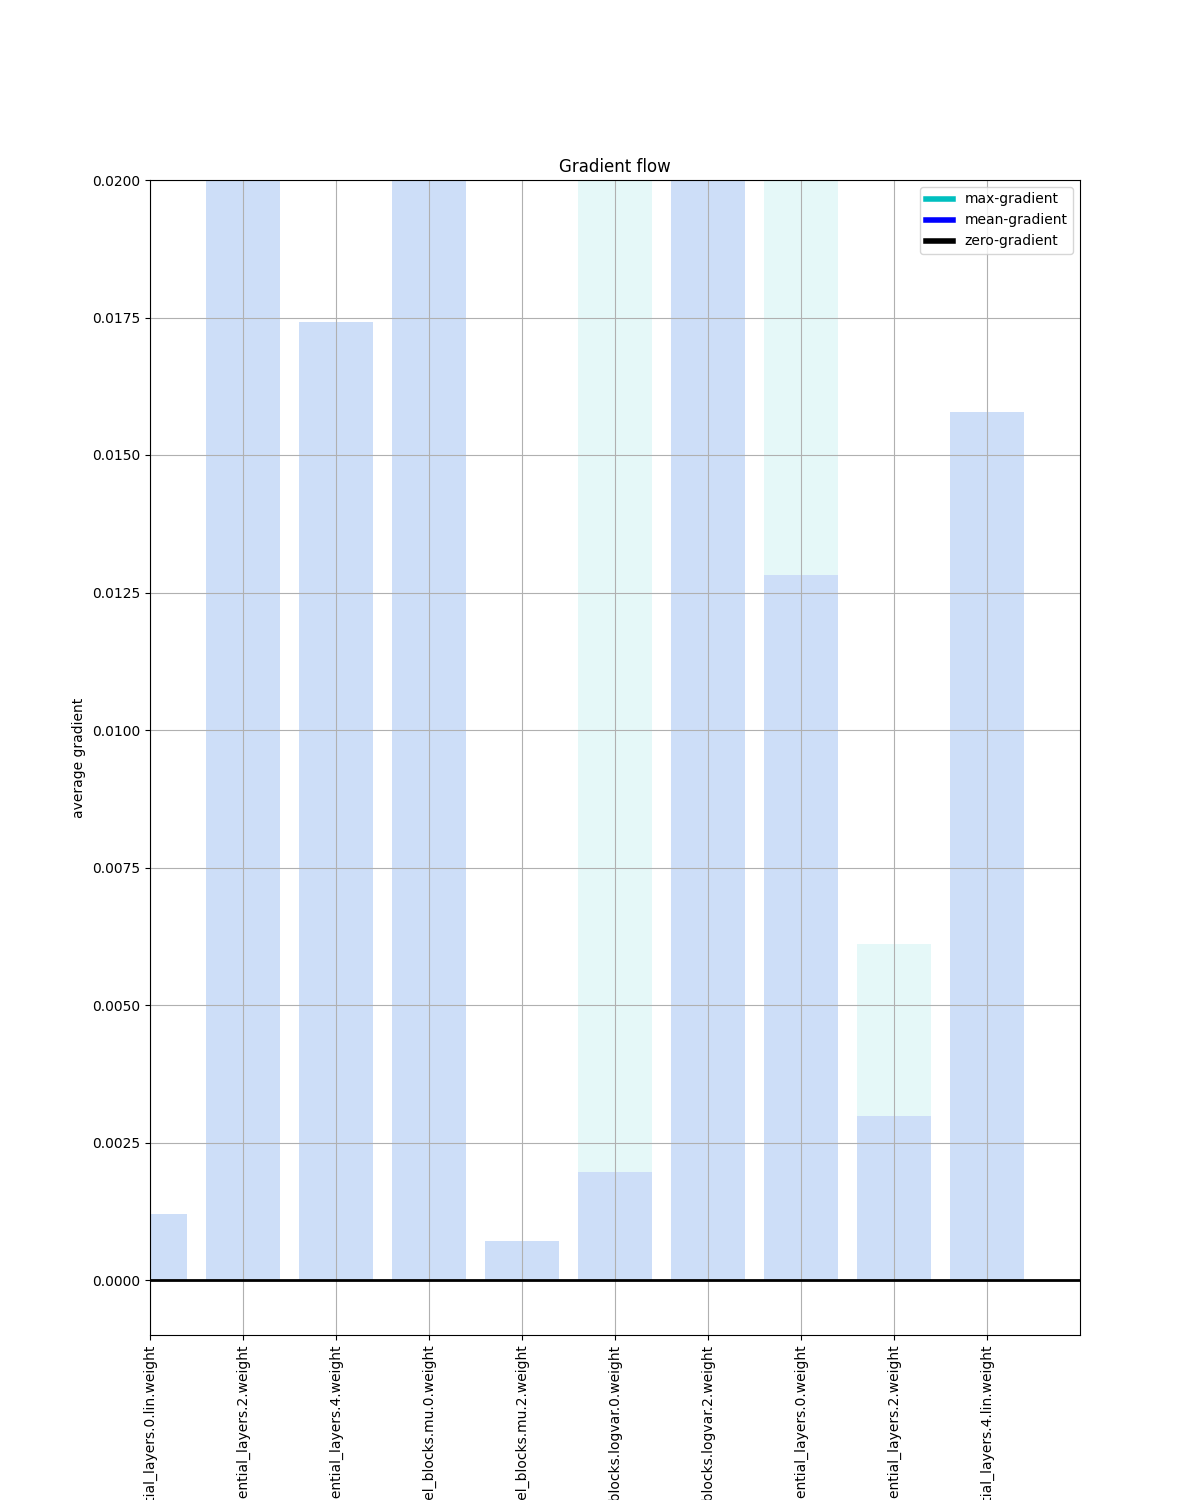 Gradient flow
max-gradient
mean-gradient
zero-gradient
0.0200
0.0175
0.0150
0.0125
0.0100
0.0075
0.0050
0.0025
0.0000
average gradient
tial_layers.0.lin.weight
ential_layers.2.weight
ential_layers.4.weight
el_blocks.mu.0.weight
el_blocks.mu.2.weight
blocks.logvar.0.weight
blocks.logvar.2.weight
ential_layers.0.weight
ential_layers.2.weight
tial_layers.4.lin.weight